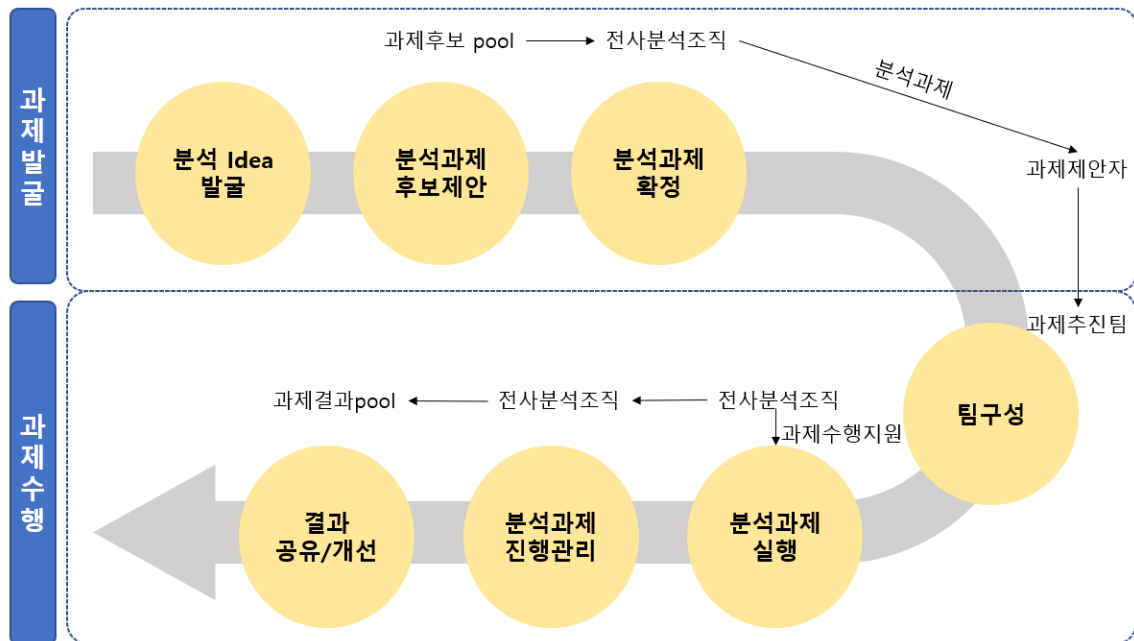 과제발굴
과제후보 pool
전사분석조직
분석과제
과제제안자
분석 Idea
발굴
분석과제
후보제안
분석과제
확정
과제수행
과제추진팀
팀구성
과제결과pool
전사분석조직
전사분석조직
과제수행지원
결과
공유/개선
분석과제
진행관리
분석과제
실행